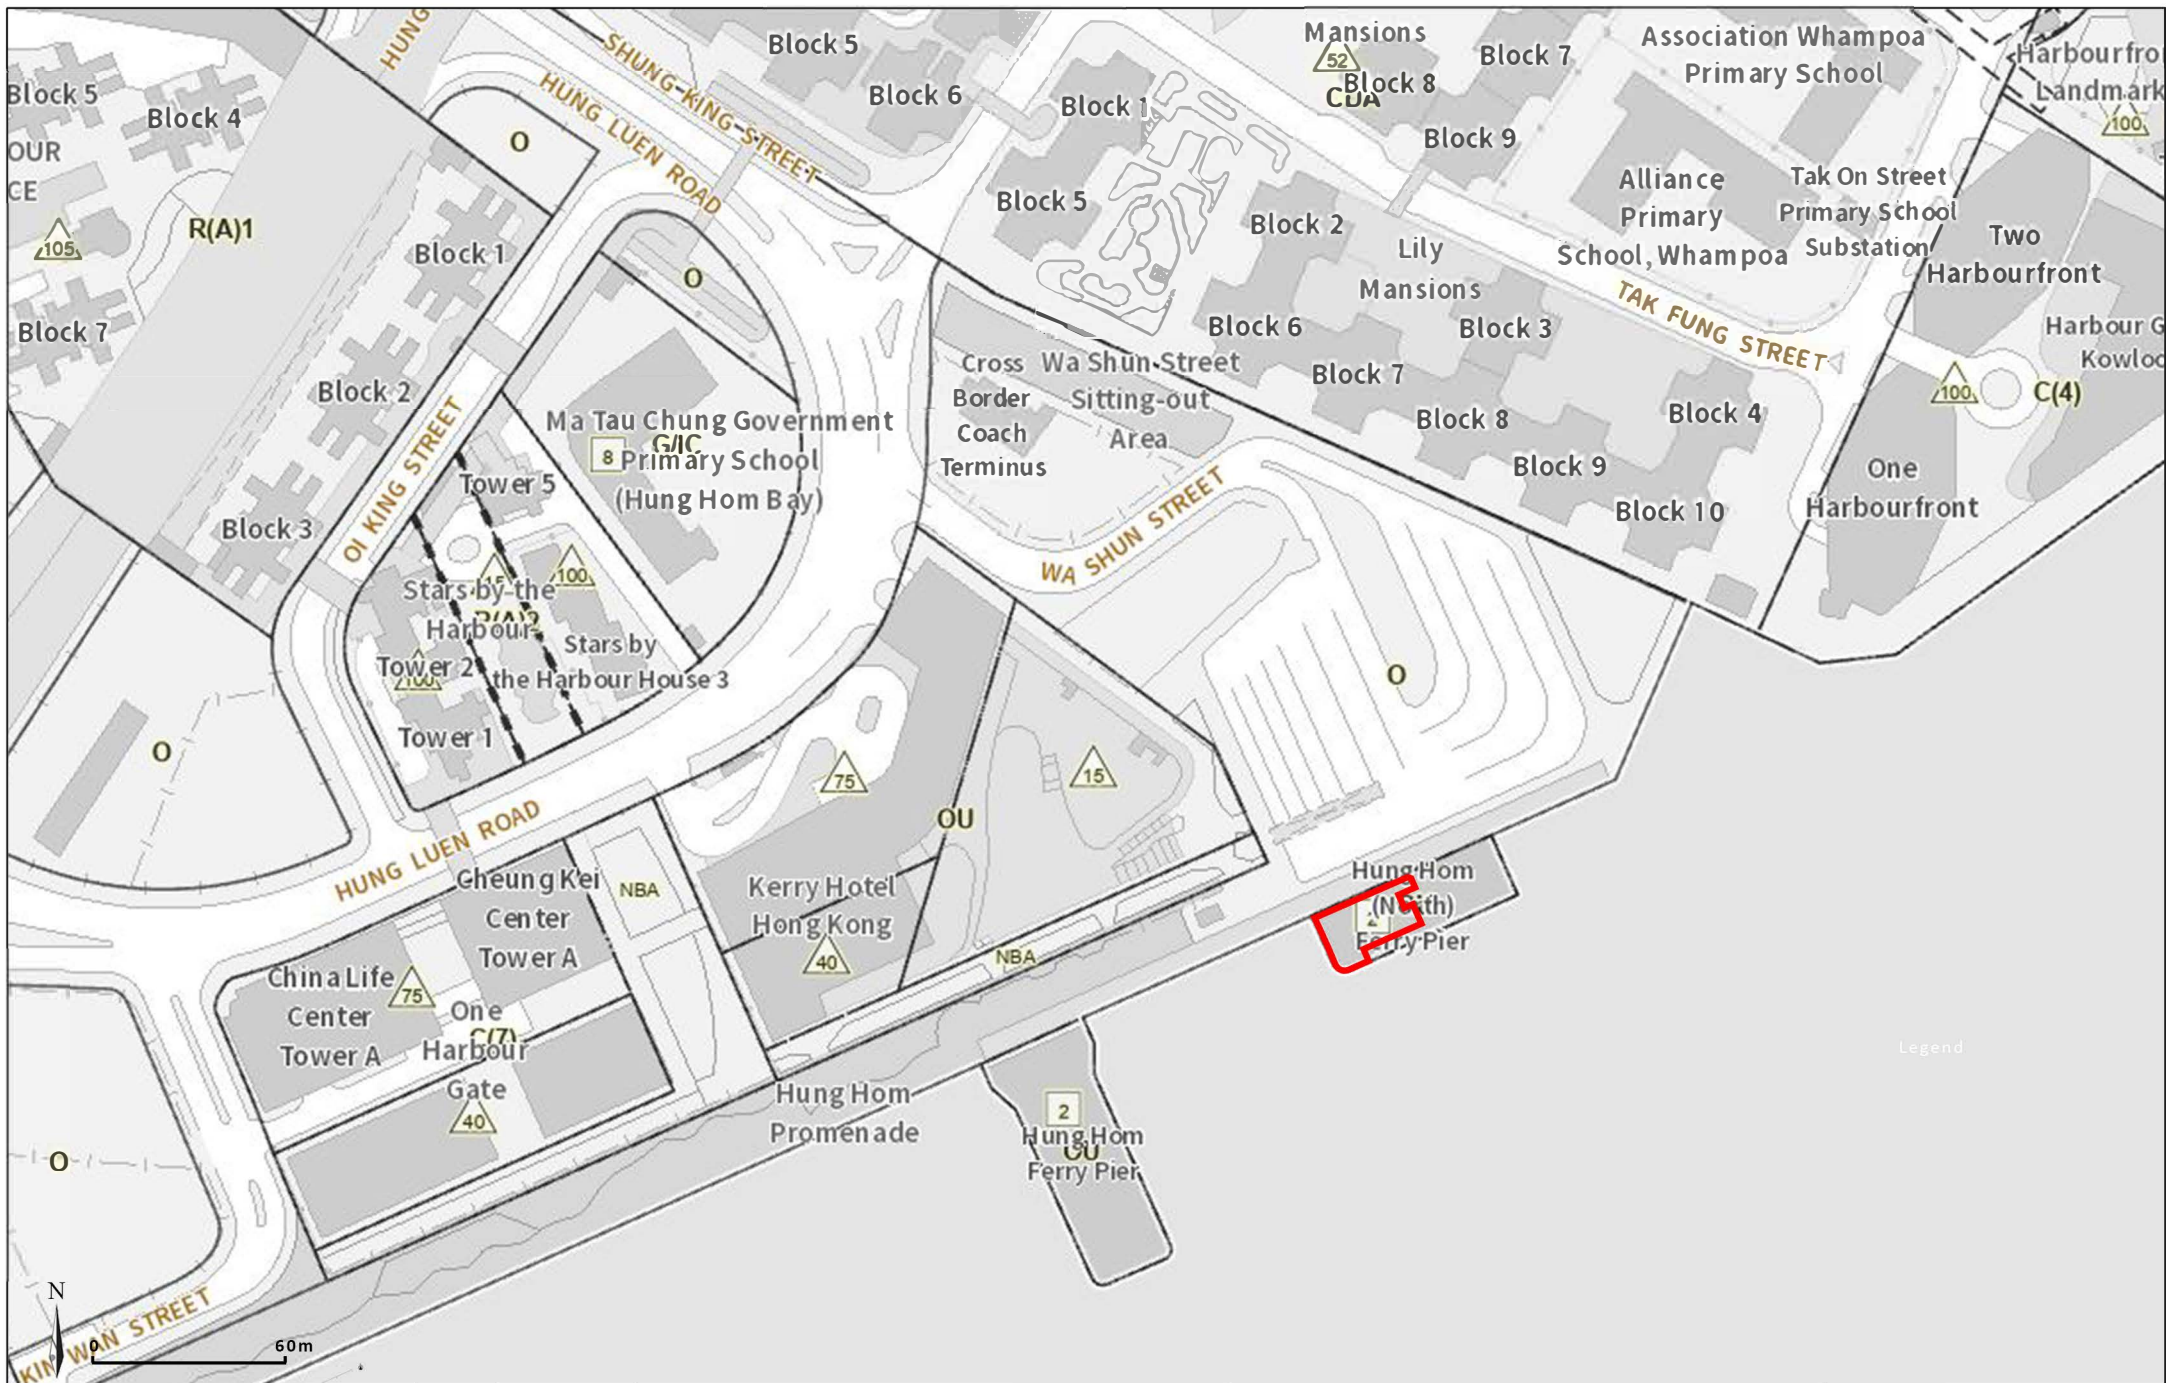 HUNG
SHUNG KING STREET
HUNG LUEN ROAD
Block 5
Block 6
Block 1
Block 5
Mansions
52
Block 8
CDA
Block 7
Block 9
Association Whampoa
Primary School
Harbourfro
Landmark
100
Block 5
Block 4
OUR
CE
105
R(A)1
Block 7
O
Block 1
O
Block 2
Block 3
OI KING STREET
Block 2
Lily
Mansions
Block 6
Block 3
Block 7
Block 8
Block 9
Block 4
Block 10
Alliance
Primary
School, Whampoa
Tak On Street
Primary School
Substation
TAK FUNG STREET
Two
Harbourfront
Harbour G
Kowloo
100
C(4)
One
Harbourfront
Cross
Border
Coach
Terminus
Wa Shun Street
Sitting-out
Area
WA SHUN STREET
Ma Tau Chung Government
G/IC
8
Primary School
(Hung Hom Bay)
Tower 5
100
15
Stars by the
R(A)2
Harbour
Stars by
the Harbour House 3
Tower 2
100
Tower 1
O
O
75
15
OU
HUNG LUEN ROAD
Cheung Kei
Center
Tower A
NBA
Kerry Hotel
Hong Kong
40
NBA
Hung Hom
(North)
2
Ferry Pier
China Life
Center
Tower A
75
One
C(7)
Harbour
Gate
40
Hung Hom
Promenade
2
Hung Hom
OU
Ferry Pier
Legend
O
N
0
60m
KIN WAN STREET